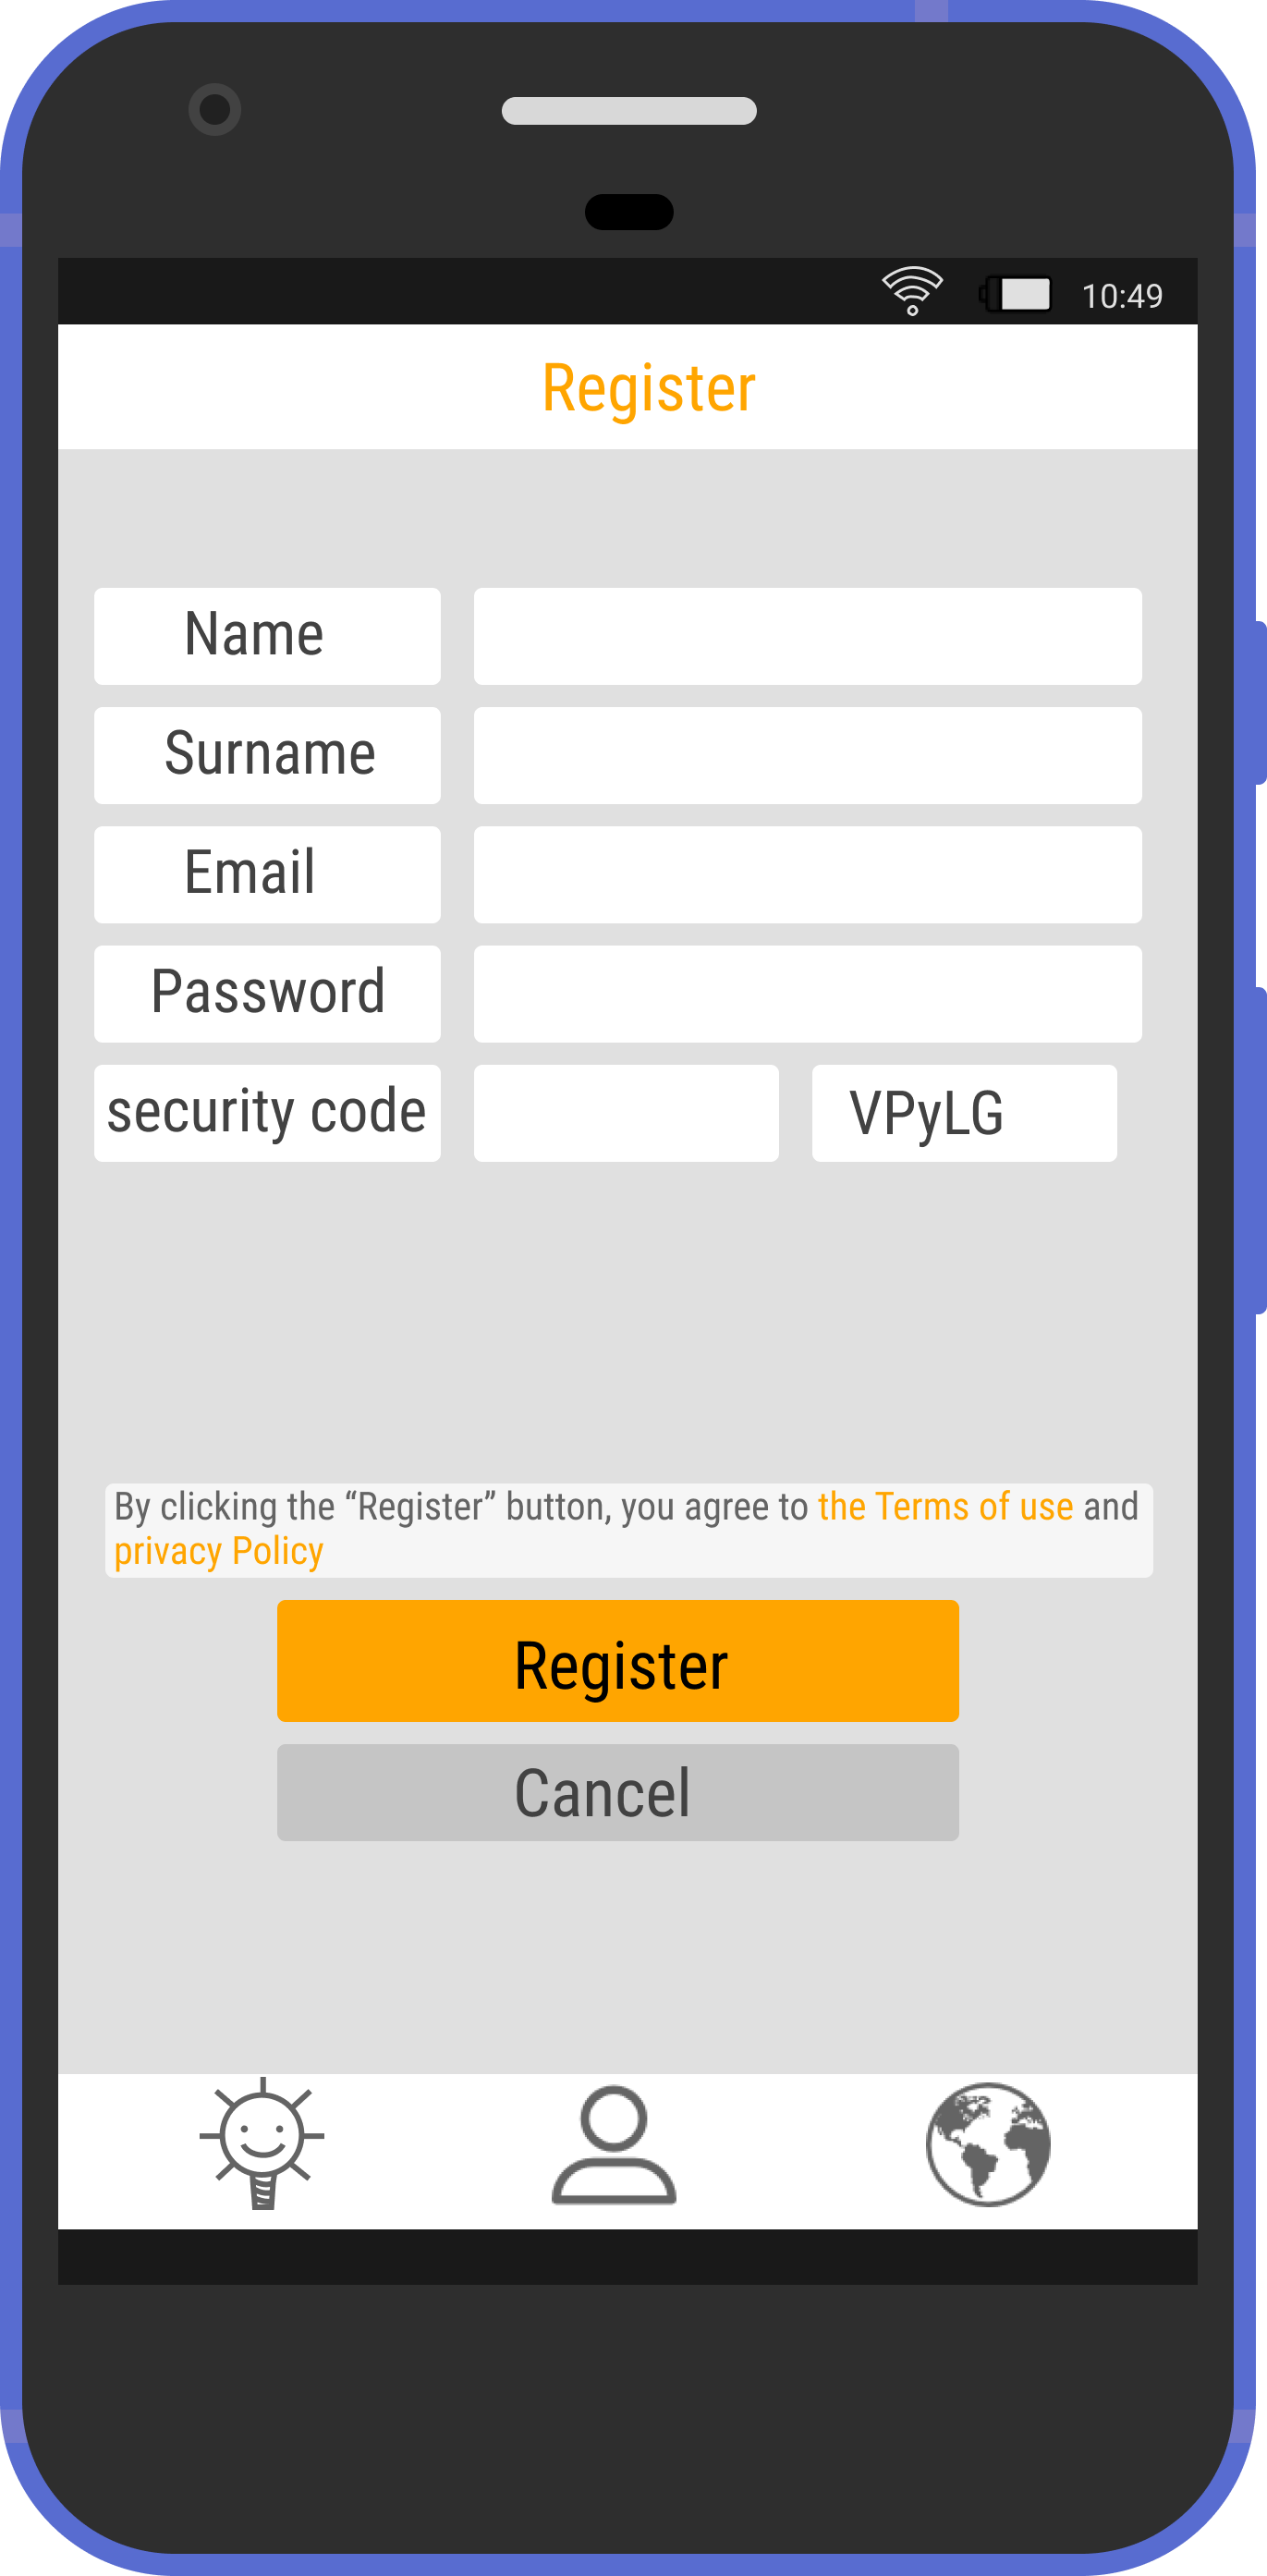 10:49
Register
Name
Surname
Email
Password
security code
VPyLG
By clicking the “Register” button, you agree to the Terms of use and
privacy Policy
Register
Cancel